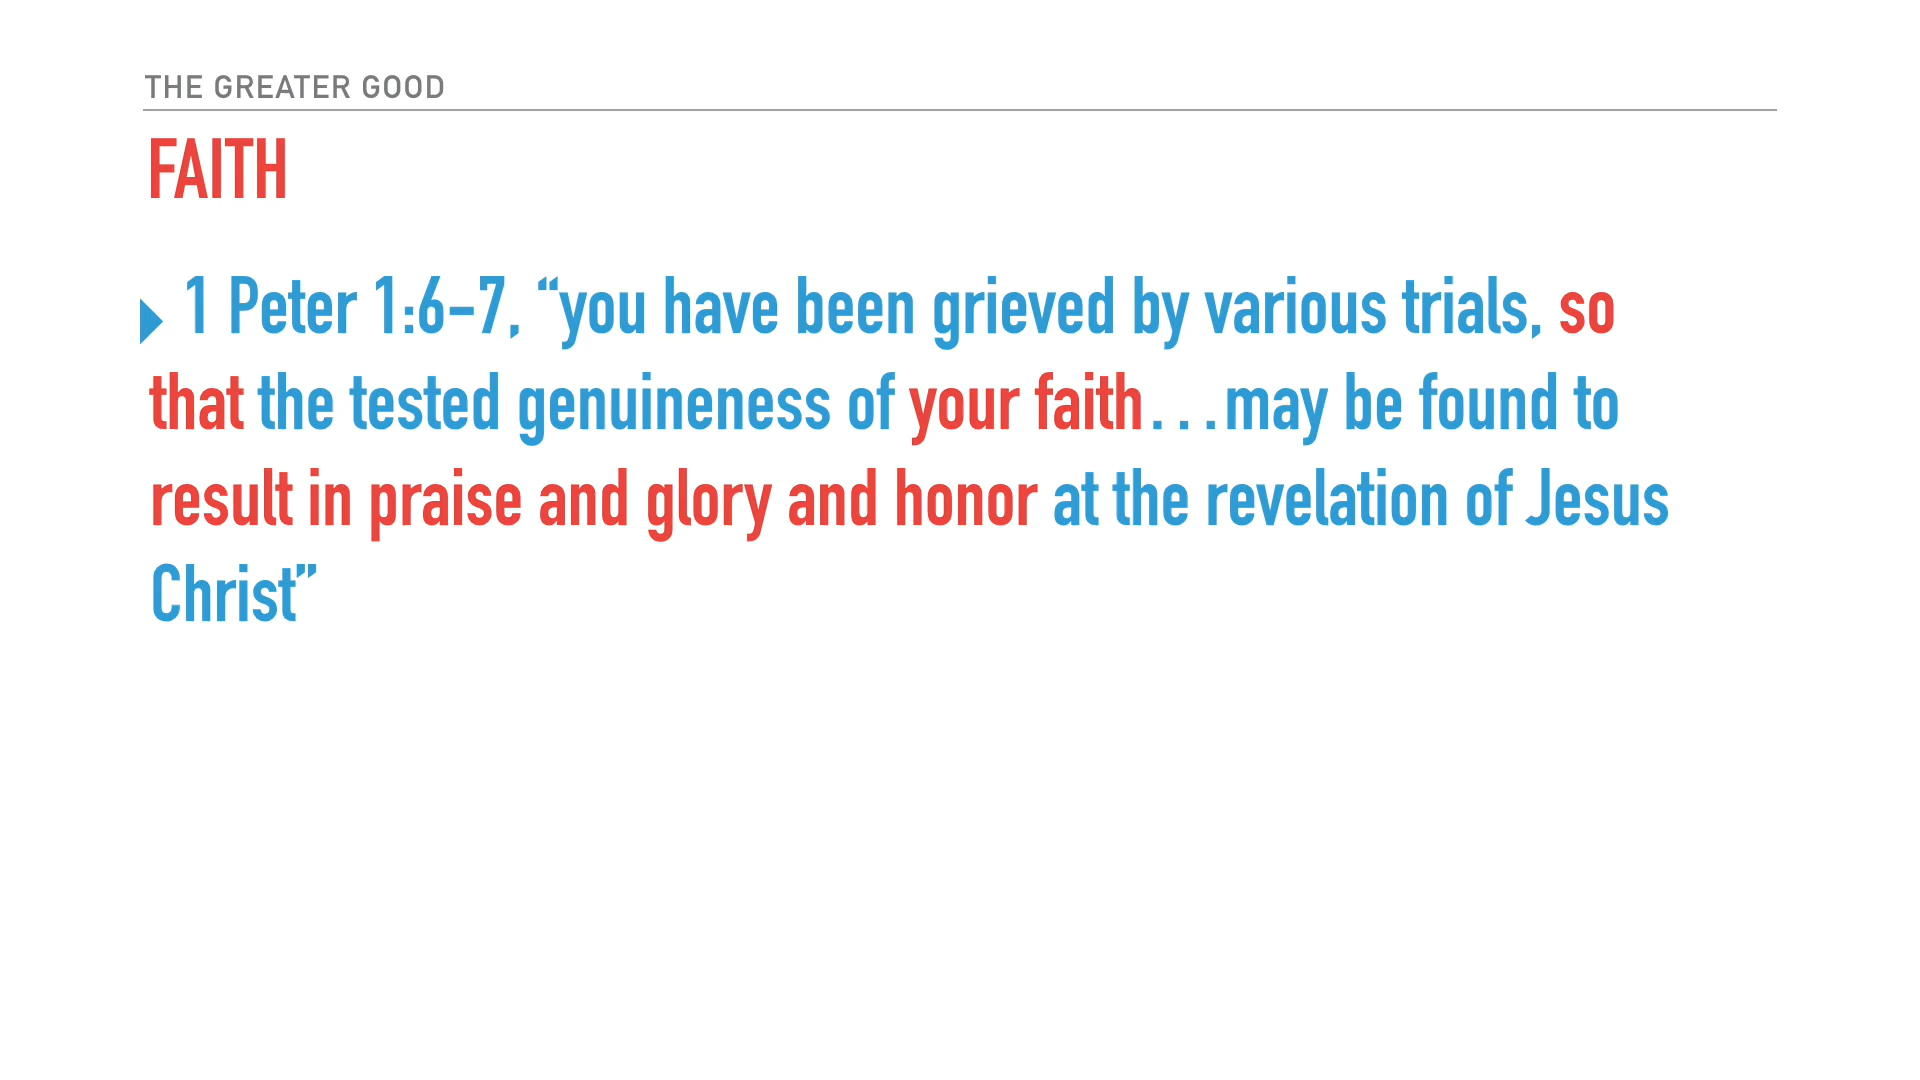 THE GREATER GOOD
FAITH
1 Peter 1:6-7, “you have been grieved by various trials, so
that the tested genuineness of your faith . . . may be found to
result in praise and glory and honor at the revelation of Jesus
Christ”